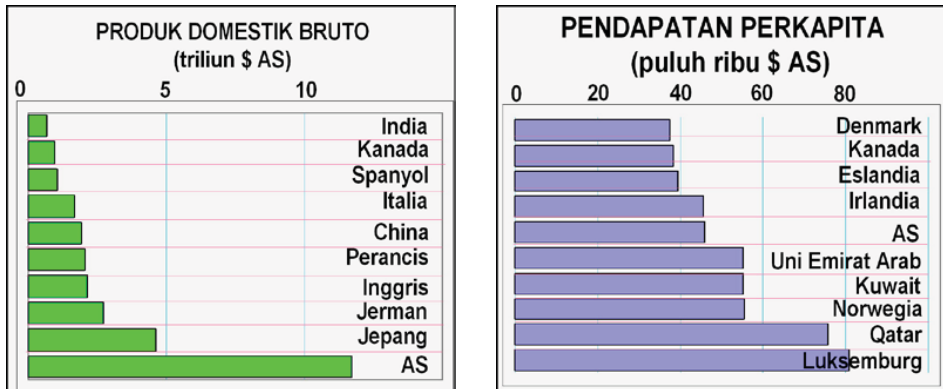 PRODUK DOMESTIK BRUTO
(triliun $ AS)
0 5 10
India
Kanada
Spanyol
Italia
China
Perancis
Inggris
Jerman
Jepang
AS
PENDAPATAN PERKAPITA
(puluh ribu $ AS)
0 20 40 60 80
Denmark
Kanada
Eslandia
Irlandia
AS
Uni Emirat Arab
Kuwait
Norwegia
Qatar
Luksemburg